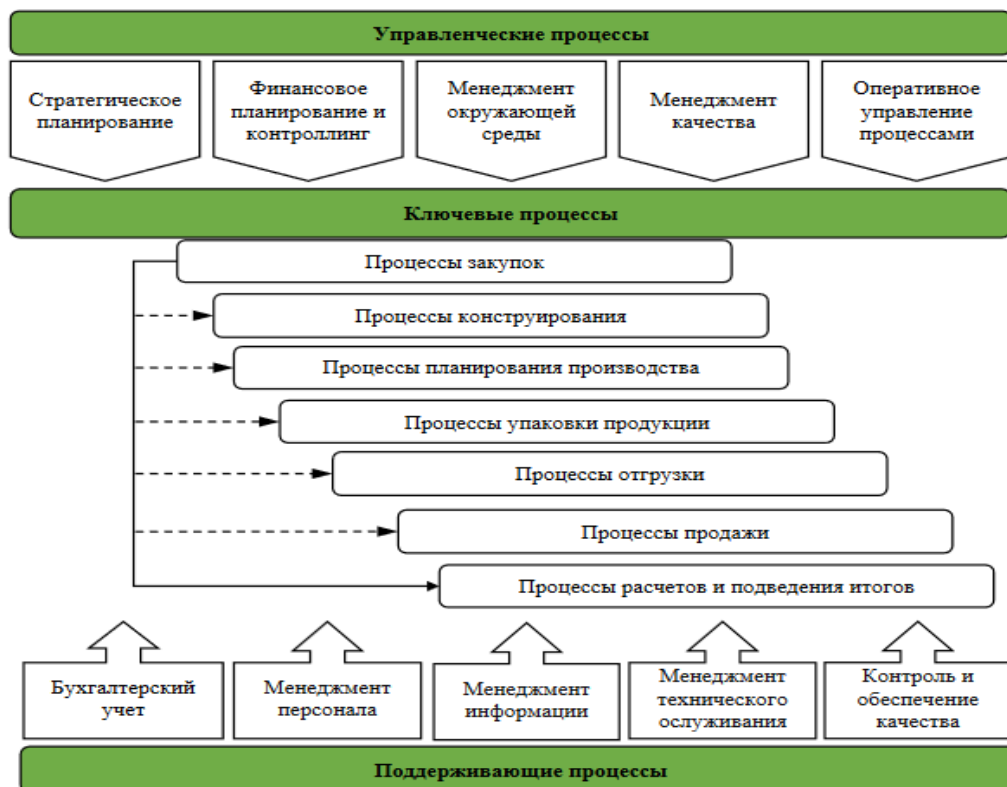 Управленческие процессы
Стратегическое
планирование
Финансовое
планирование и
контроллинг
Менеджмент
окружающей
среды
Менеджмент
качества
Оперативное
управление
процессами
Ключевые процессы
Процессы закупок
Процессы конструирования
Процессы планирования производства
Процессы упаковки продукции
Процессы отгрузки
Процессы продажи
Процессы расчетов и подведения итогов
Бухгалтерский
учет
Менеджмент
персонала
Менеджмент
информации
Менеджмент
технического
ослуживания
Контроль и
обеспечение
качества
Поддерживающие процессы